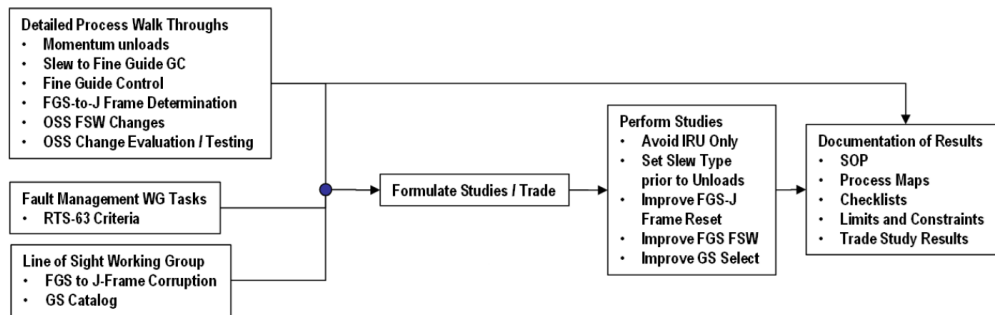 Detailed Process Walk Throughs
• Momentum unloads
• Slew to Fine Guide GC
• Fine Guide Control
• FGS-to-J Frame Determination
• OSS FSW Changes
• OSS Change Evaluation / Testing
Fault Management WG Tasks
• RTS-63 Criteria
Line of Sight Working Group
• FGS to J-Frame Corruption
• GS Catalog
Formulate Studies / Trade
Perform Studies
• Avoid IRU Only
• Set Slew Type
prior to Unloads
• Improve FGS-J
Frame Reset
• Improve FGS FSW
• Improve GS Select
Documentation of Results
• SOP
• Process Maps
• Checklists
• Limits and Constraints
• Trade Study Results